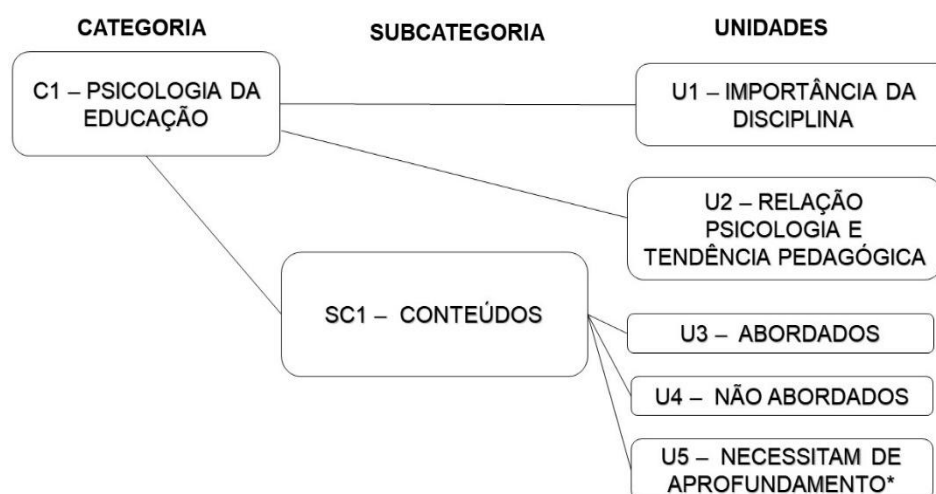 CATEGORIA
SUBCATEGORIA
UNIDADES
C1 – PSICOLOGIA DA
EDUCAÇÃO
U1 – IMPORTÂNCIA DA
DISCIPLINA
U2 – RELAÇÃO
PSICOLOGIA E
TENDÊNCIA PEDAGÓGICA
SC1 – CONTEÚDOS
U3 – ABORDADOS
U4 – NÃO ABORDADOS
U5 – NECESSITAM DE
APROFUNDAMENTO*